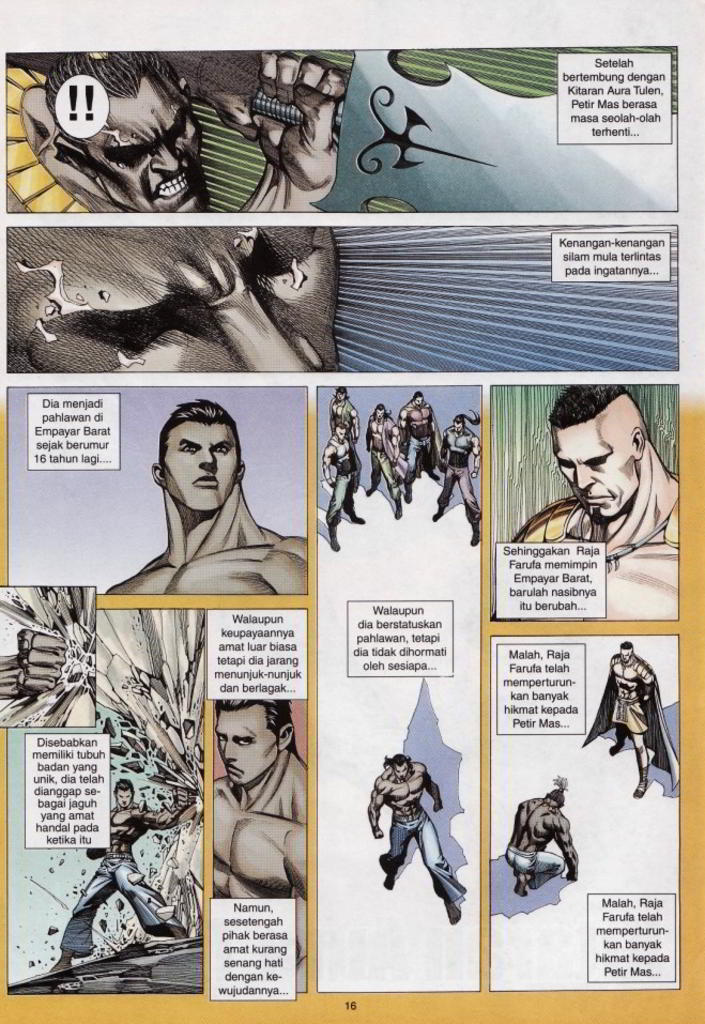 !!
Setelah
bertembung dengan
Kitaran Aura Tulen,
Petir Mas berasa
masa seolah-olah
terhenti...
Kenangan-kenangan
silam mula terlintas
pada ingatannya...
Dia menjadi
pahlawan di
Empayar Barat
sejak berumur
16 tahun lagi....
Disebabkan
memiliki tubuh
badan yang
unik, dia telah
dianggap se-
bagai jaguh
yang amat
handal pada
ketika itu
Walaupun
keupayaannya
amat luar biasa
tetapi dia jarang
menunjuk-nunjuk
dan berlagak...
Namun,
sesetengah
pihak berasa
amat kurang
senang hati
dengan ke-
wujudannya...
Walaupun
dia berstatuskan
pahlawan, tetapi
dia tidak dihormati
oleh sesiapa...
Sehinggakan Raja
Farufa memimpin
Empayar Barat,
barulah nasibnya
itu berubah...
Malah, Raja
Farufa telah
memperturun-
kan banyak
hikmat kepada
Petir Mas...
Malah, Raja
Farufa telah
memperturun-
kan banyak
hikmat kepada
Petir Mas...
16